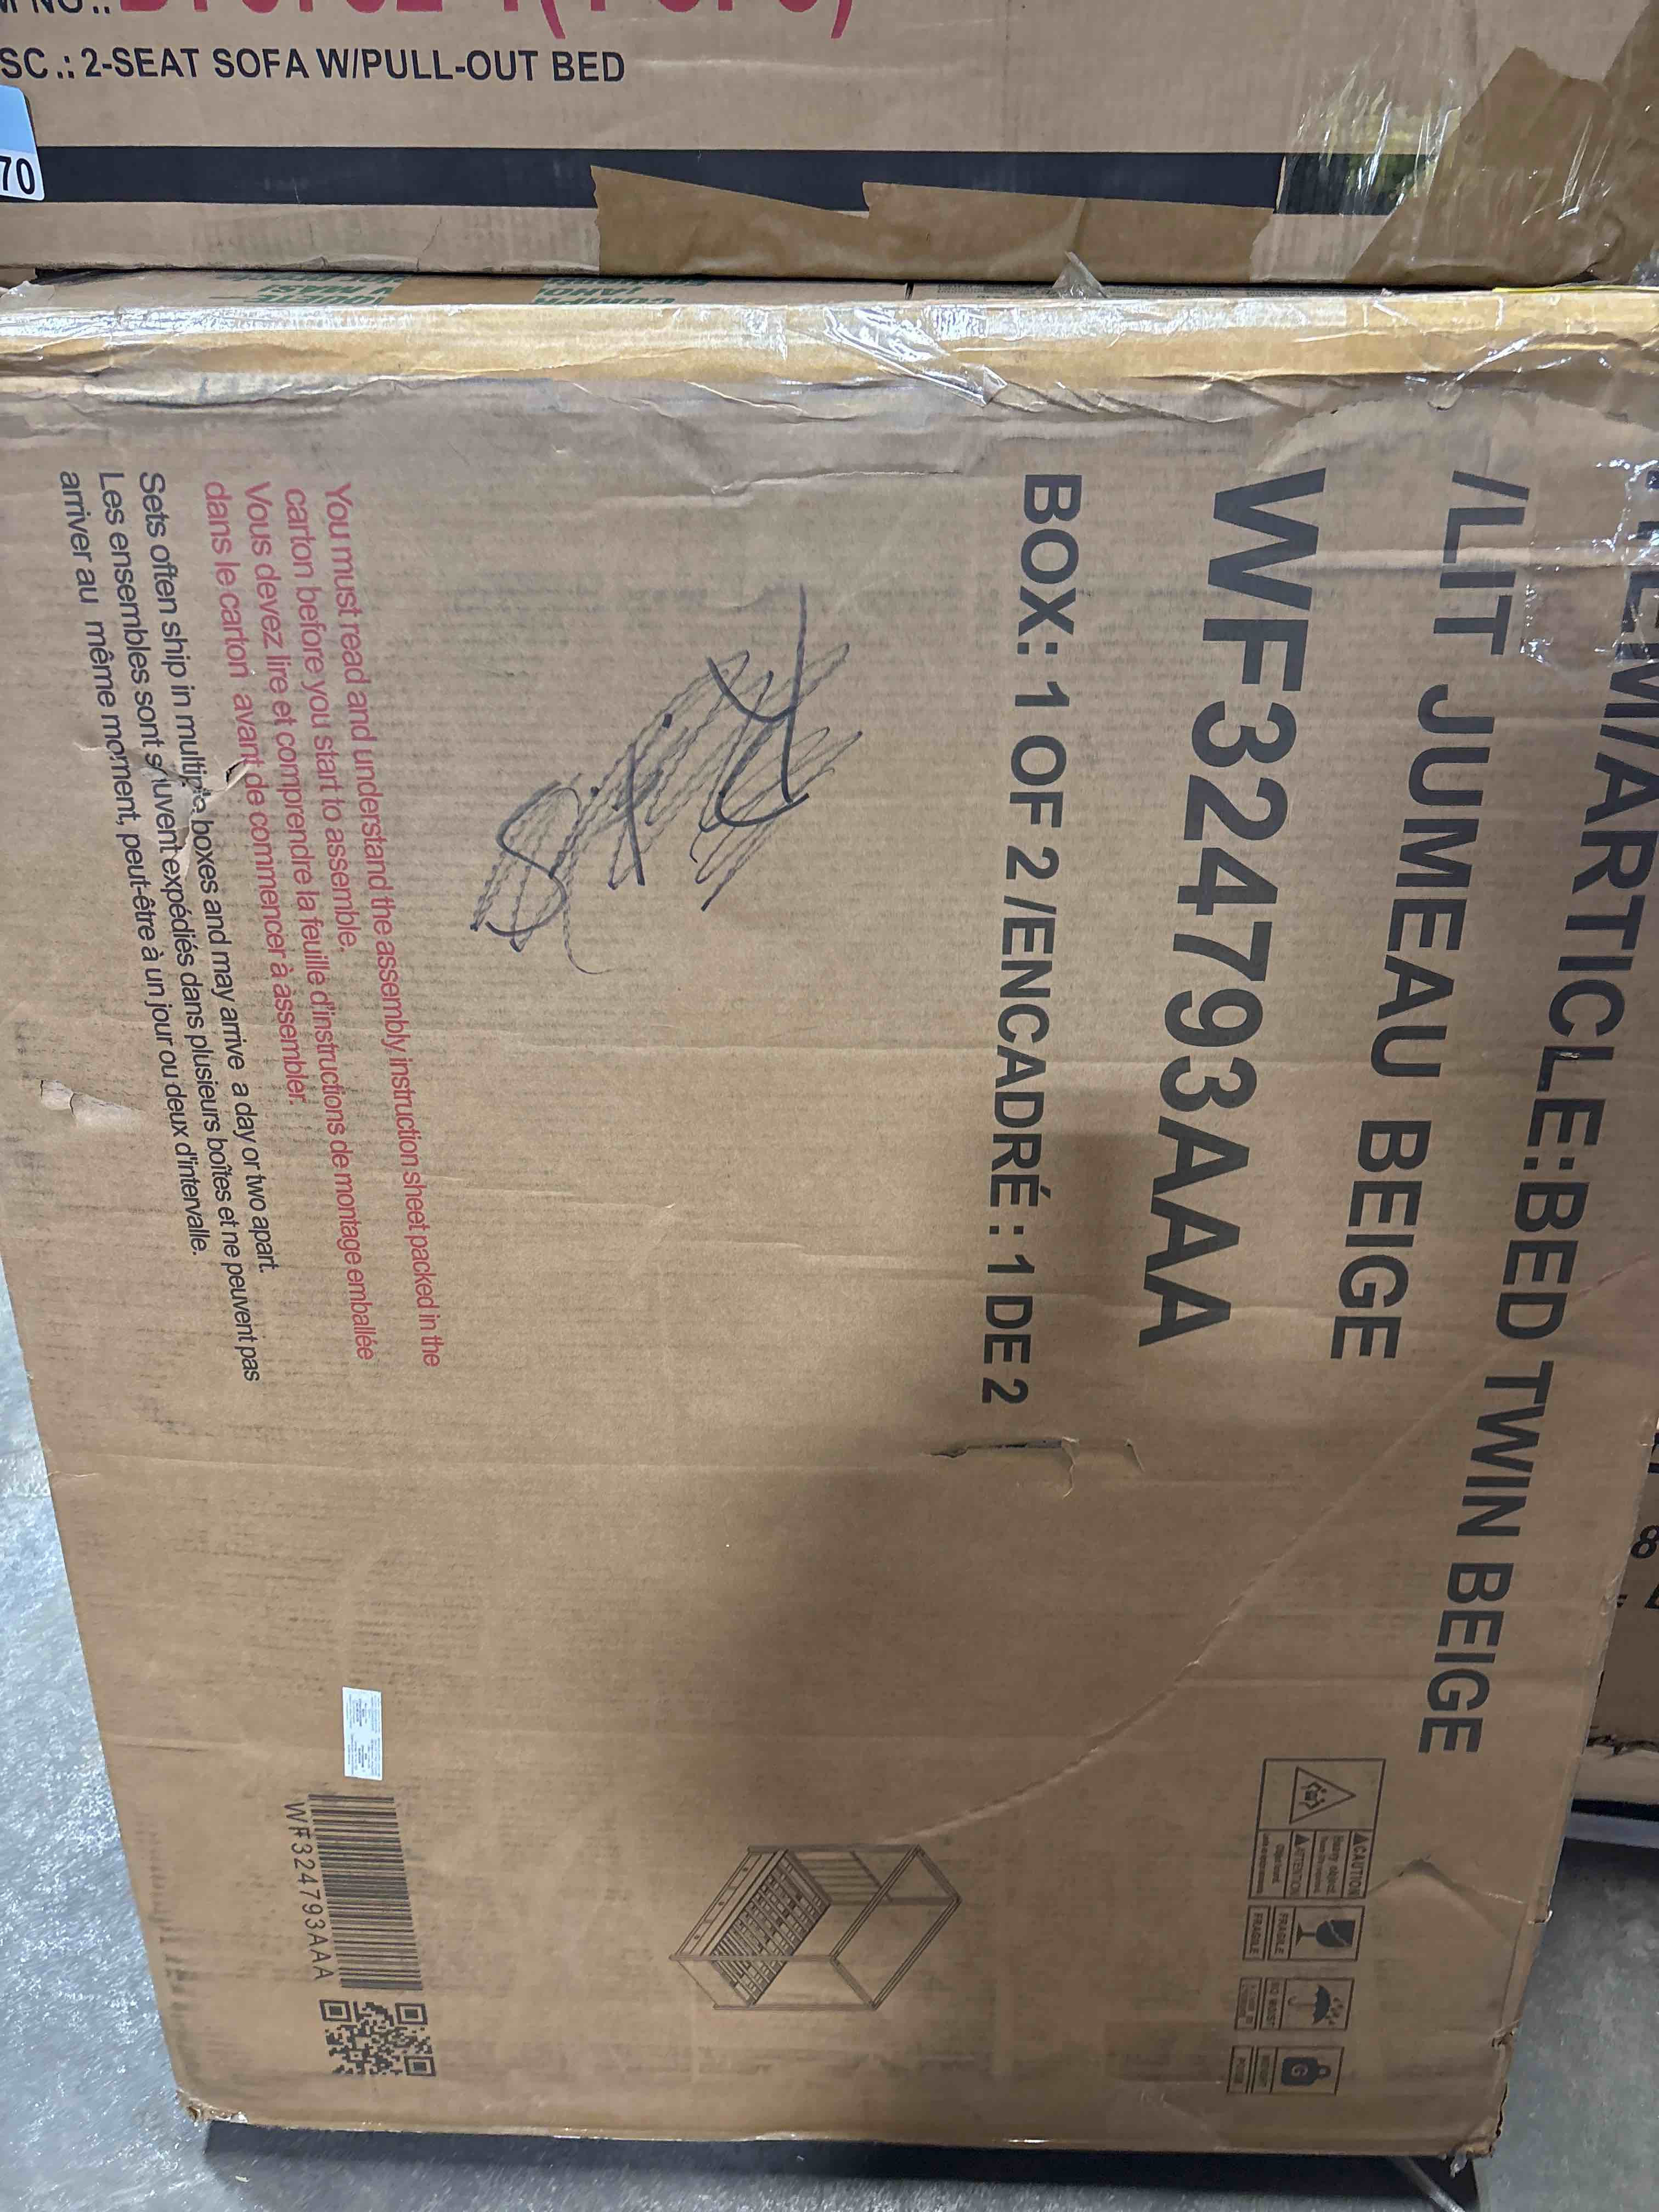 SC.: 2-SEAT SOFA W/PULL-OUT BED
70
ARTICLE:BED TWIN BEIGE
/LIT JUMEAU BEIGE
WF324793AAA
BOX: 1 OF 2 /ENCADRÉ : 1 DE 2
You must read and understand the assembly instruction sheet packed in the
carton before you start to assemble.
Vous devez lire et comprendre la feuille d'instructions de montage emballée
dans le carton avant de commencer à assembler.
Sets often ship in multiple boxes and may arrive a day or two apart.
Les ensembles sont souvent expédiés dans plusieurs boîtes et ne peuvent pas
arriver au même moment, peut-être à un jour ou deux d'intervalle.
CAUTION
Heavy object.
ATTENTION
FRAGILE
FRAGILE
WF324793AAA